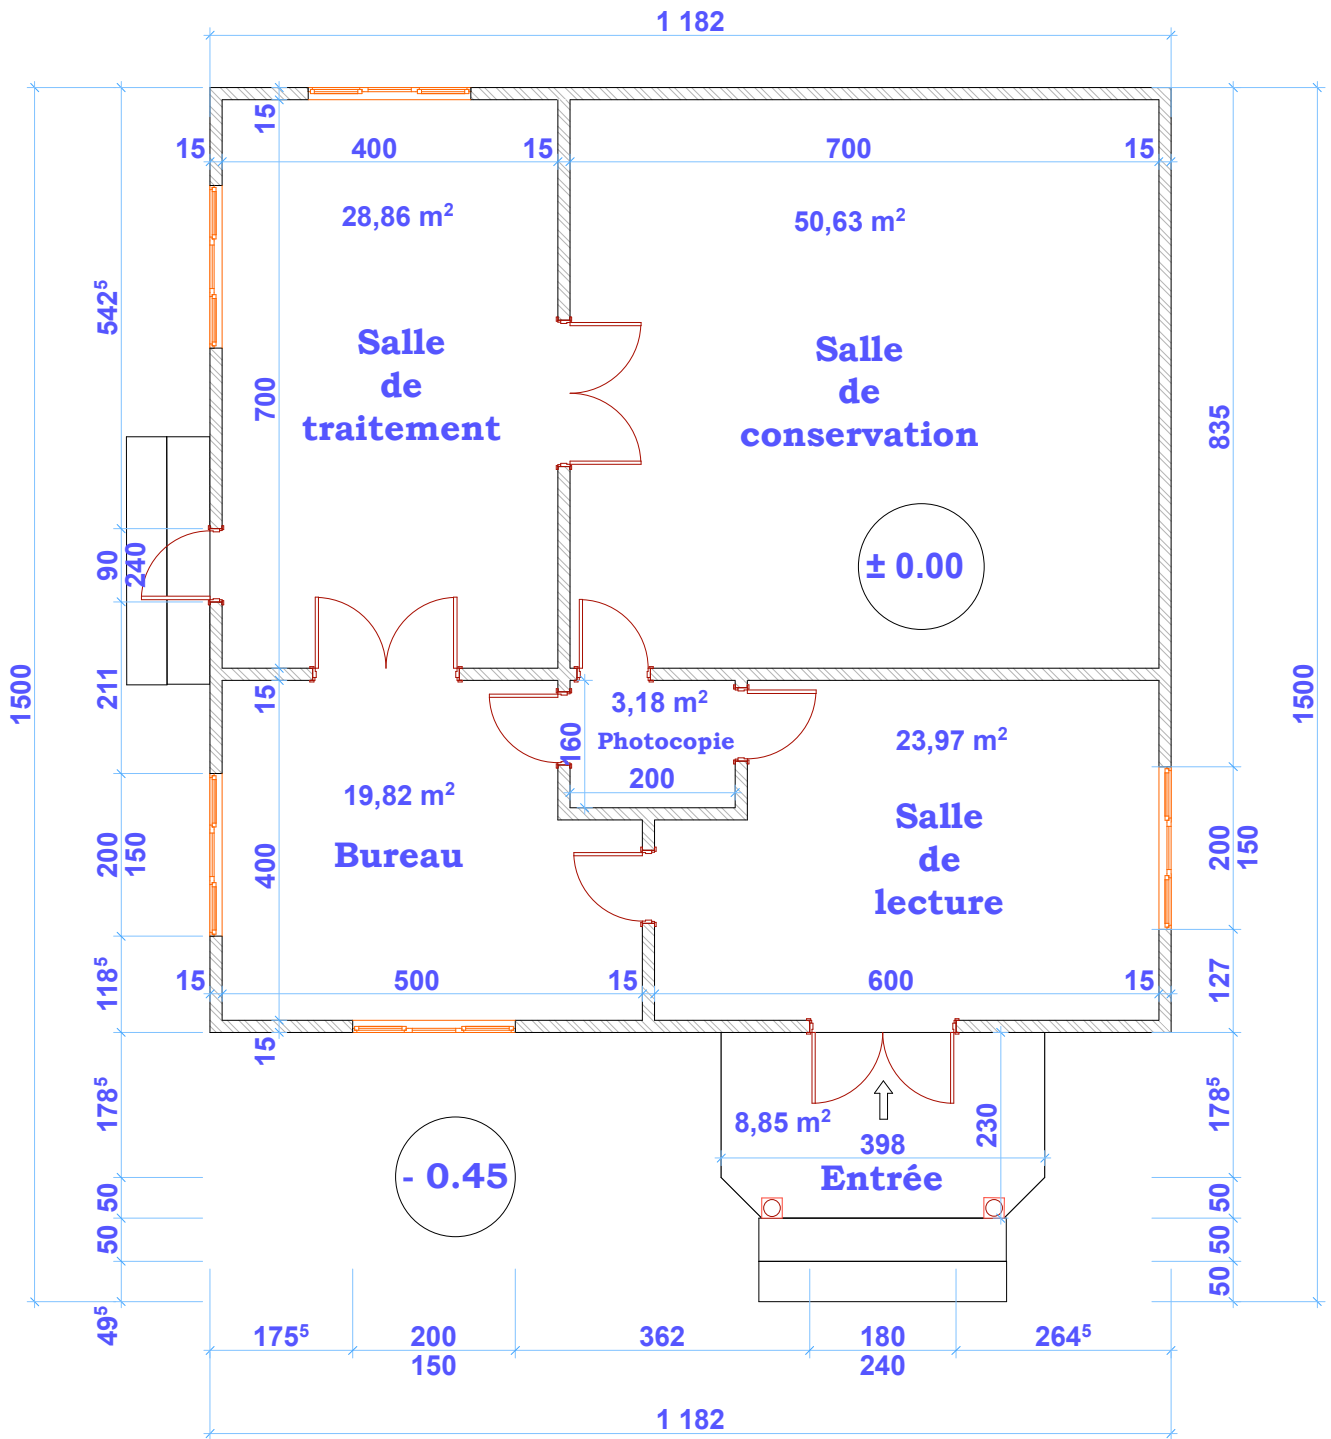 1 182
15
15
400
15
700
15
28,86 m²
50,63 m²
542⁵
Salle
de
traitement
Salle
de
conservation
700
835
90
240
± 0.00
1500
211
1500
15
3,18 m²
Photocopie
160
200
23,97 m²
19,82 m²
Bureau
Salle
de
lecture
200
150
400
200
150
118⁵
15
500
15
600
15
127
15
178⁵
8,85 m²
398
230
178⁵
- 0.45
Entrée
50
50
50
50
49⁵
50
175⁵
200
150
362
180
240
264⁵
1 182